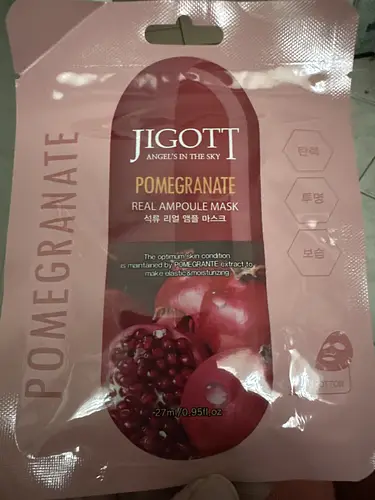 JIGOTT
ANGEL'S IN THE SKY
POMEGRANATE
REAL AMPOULE MASK
석류 리얼 앰플 마스크
The optimum skin condition
is maintained by POMEGRANTE extract to
make elastic &moisturizing
27ml/0.95fl.oz.
POMEGRANATE
탄력
투명
보습